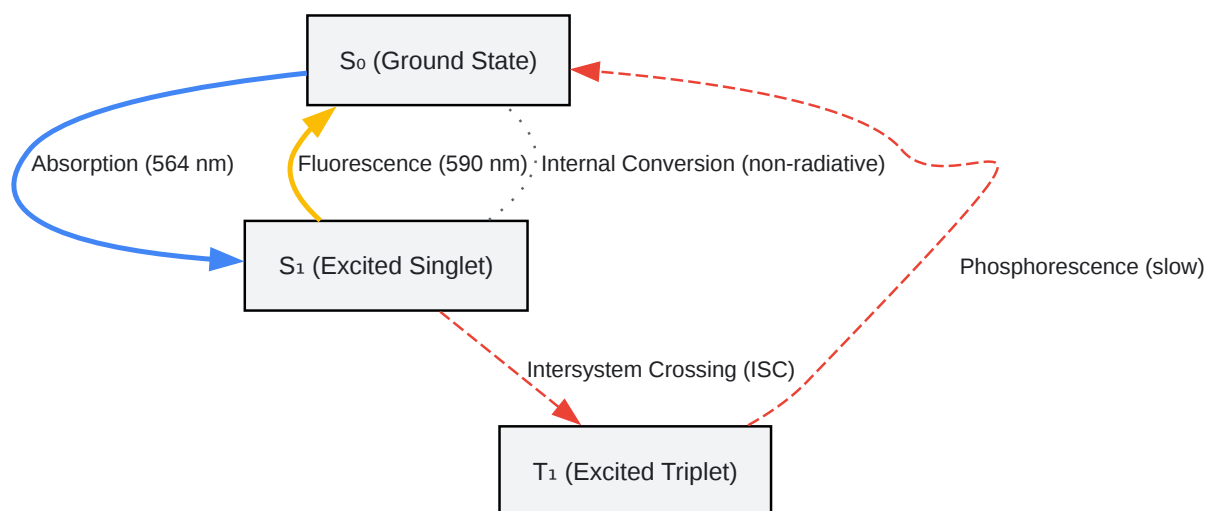 S₀ (Ground State)
Absorption (564 nm)
Fluorescence (590 nm)
Internal Conversion (non-radiative)
S₁ (Excited Singlet)
Phosphorescence (slow)
Intersystem Crossing (ISC)
T₁ (Excited Triplet)